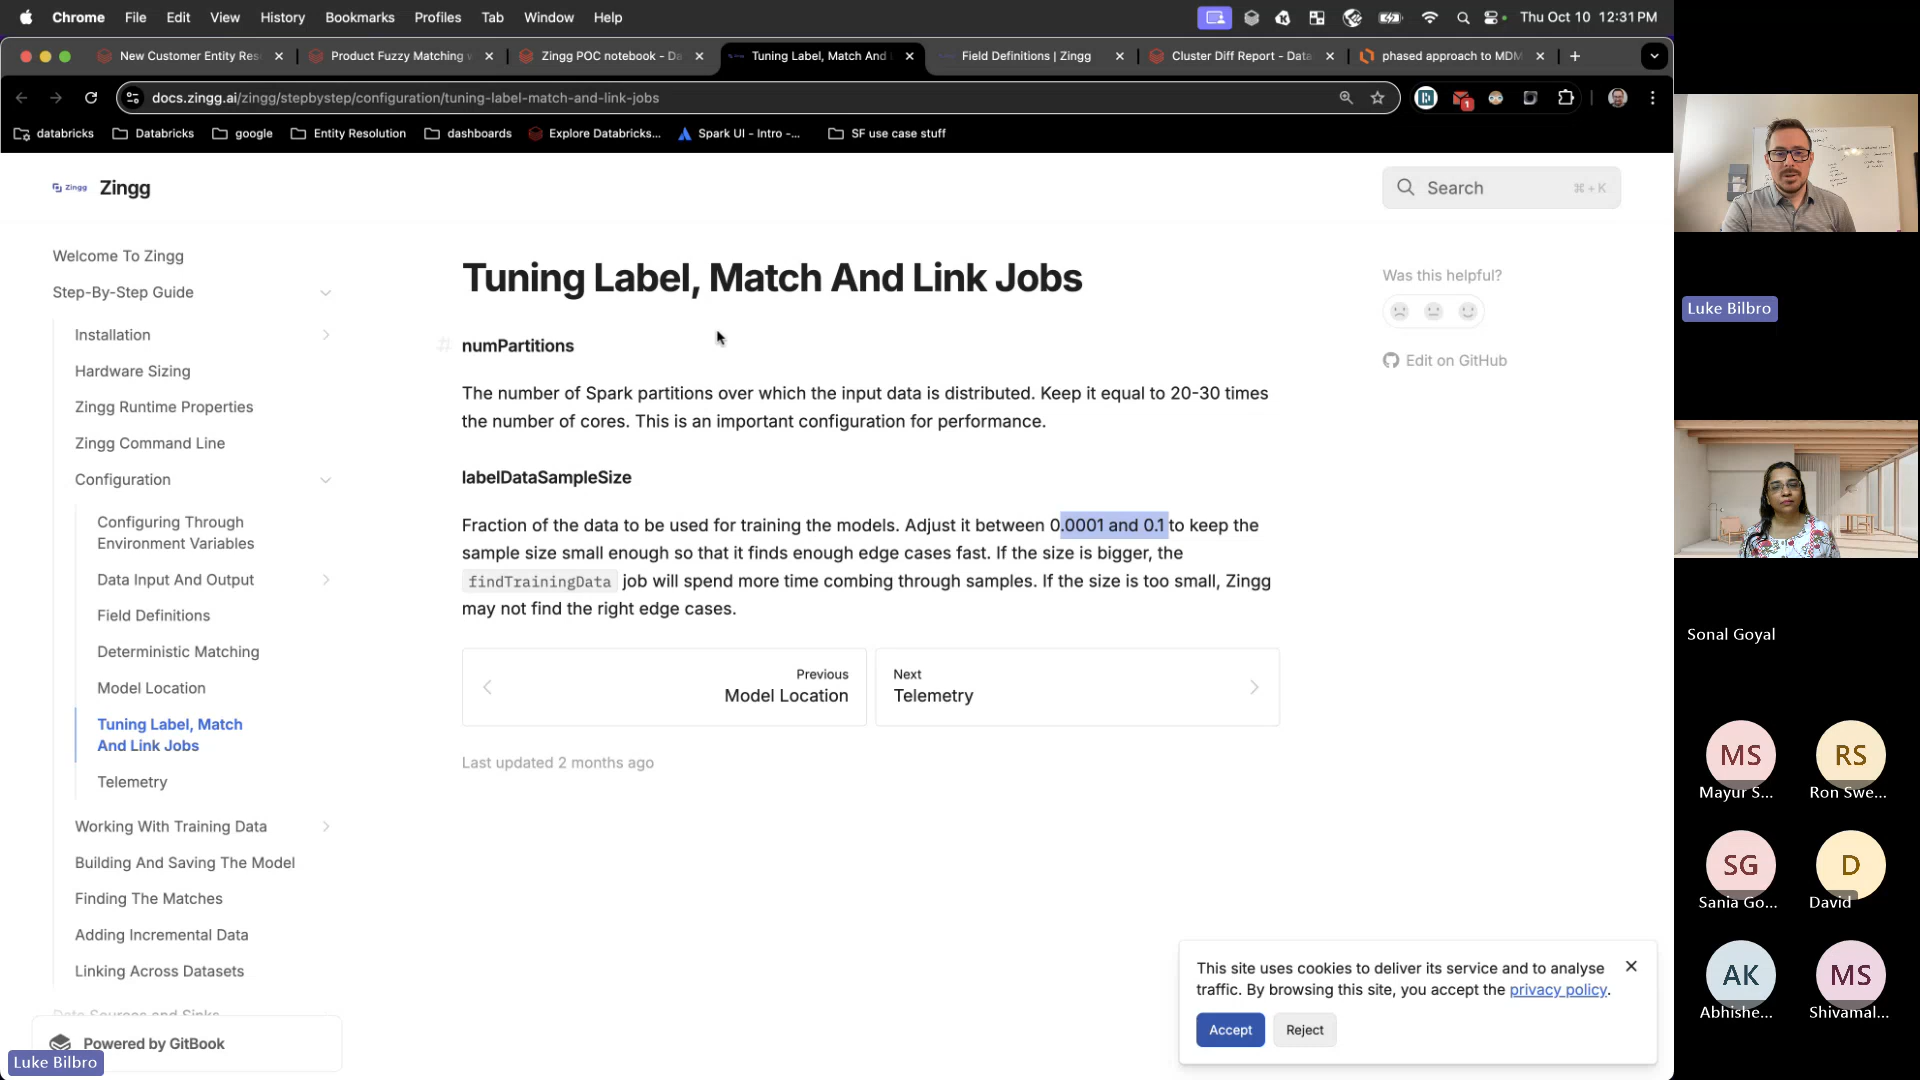 Chrome File Edit View History Bookmarks Profiles Tab Window Help
Thu Oct 10 12:31 PM
New Customer Entity Res
Product Fuzzy Matching
Zingg POC notebook - Da
Tuning Label, Match And
Field Definitions | Zingg
Cluster Diff Report - Data
phased approach to MDM
docs.zingg.ai/zingg/stepbystep/configuration/tuning-label-match-and-link-jobs
1
databricks
Databricks
google
Entity Resolution
dashboards
Explore Databricks...
Spark UI - Intro -...
SF use case stuff
Zingg Zingg
Search ⌘ + K
Welcome To Zingg
Step-By-Step Guide
Installation
Hardware Sizing
Zingg Runtime Properties
Zingg Command Line
Configuration
Configuring Through
Environment Variables
Data Input And Output
Field Definitions
Deterministic Matching
Model Location
Tuning Label, Match
And Link Jobs
Telemetry
Working With Training Data
Building And Saving The Model
Finding The Matches
Adding Incremental Data
Linking Across Datasets
Data Sources and Sinks
Powered by GitBook
Luke Bilbro
Tuning Label, Match And Link Jobs
# numPartitions
The number of Spark partitions over which the input data is distributed. Keep it equal to 20-30 times
the number of cores. This is an important configuration for performance.
labelDataSampleSize
Fraction of the data to be used for training the models. Adjust it between 0.0001 and 0.1 to keep the
sample size small enough so that it finds enough edge cases fast. If the size is bigger, the
findTrainingData job will spend more time combing through samples. If the size is too small, Zingg
may not find the right edge cases.
Previous
Model Location
Next
Telemetry
Last updated 2 months ago
Was this helpful?
Edit on GitHub
This site uses cookies to deliver its service and to analyse
traffic. By browsing this site, you accept the privacy policy.
Accept
Reject
Luke Bilbro
Sonal Goyal
MS
Mayur S...
RS
Ron Swe...
SG
Sania Go...
D
David
AK
Abhishe...
MS
Shivamal...